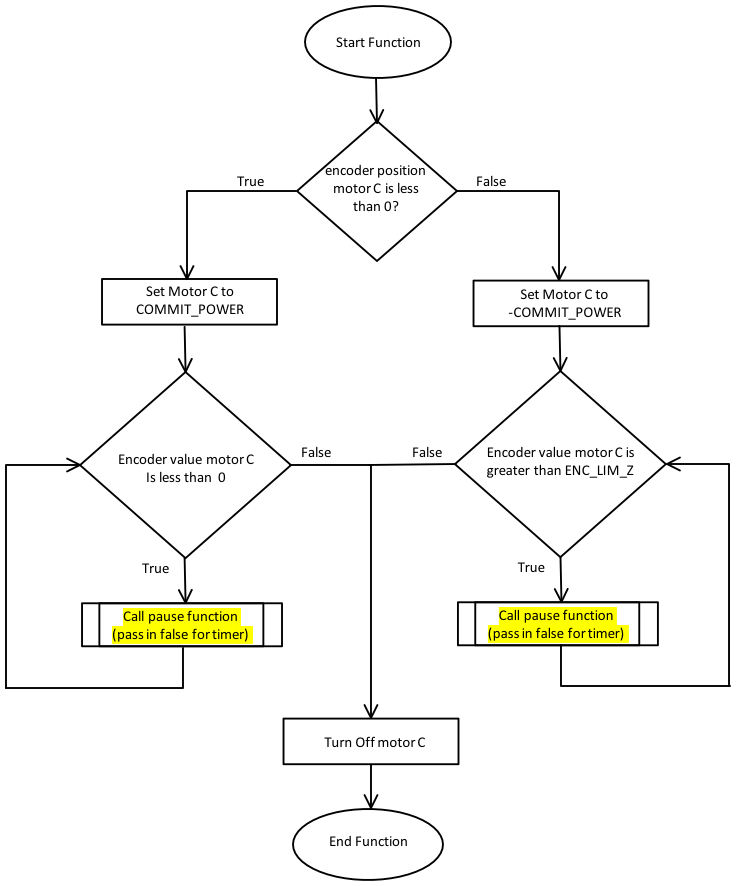 Start Function
encoder position
motor C is less
than 0?
True
False
Set Motor C to
COMMIT_POWER
Set Motor C to
-COMMIT_POWER
Encoder value motor C
Is less than 0
False
False
Encoder value motor C is
greater than ENC_LIM_Z
True
True
Call pause function
(pass in false for timer)
Call pause function
(pass in false for timer)
Turn Off motor C
End Function